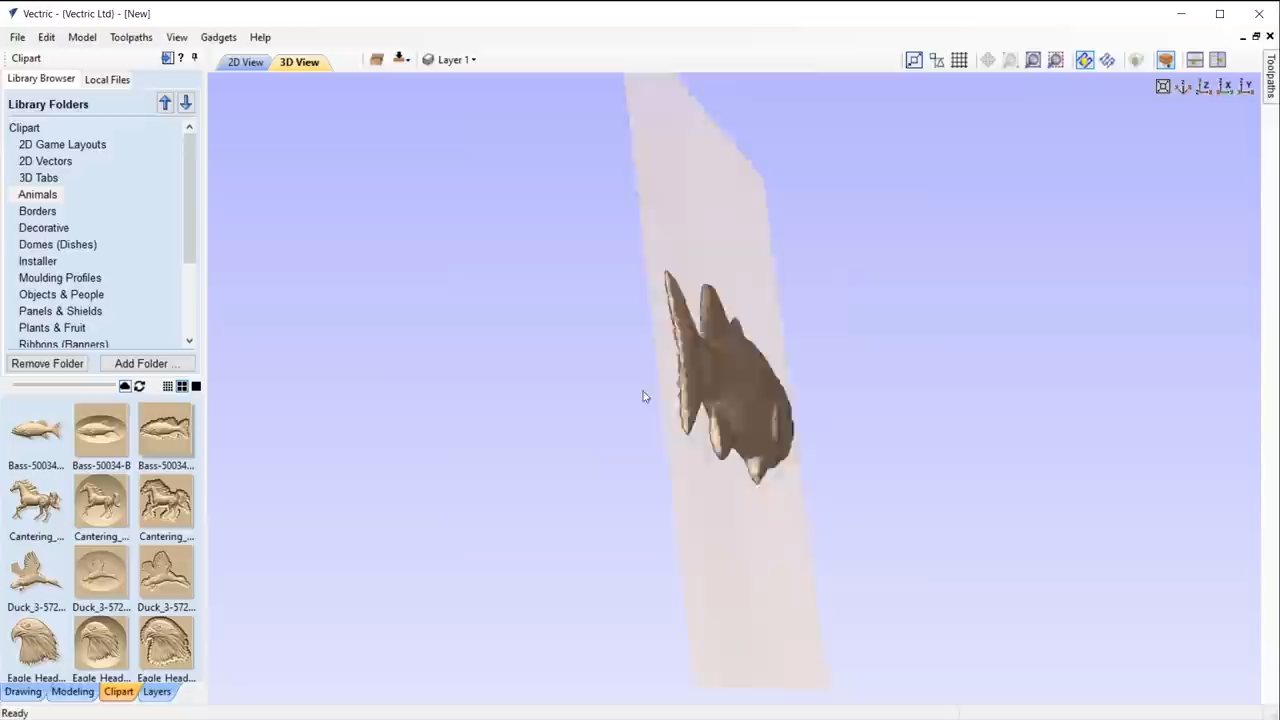 Vectric - {Vectric Ltd} - [New]
File Edit Model Toolpaths View Gadgets Help
Clipart ?
2D View 3D View Layer 1
Library Browser Local Files
Library Folders
Clipart
2D Game Layouts
2D Vectors
3D Tabs
Animals
Borders
Decorative
Domes (Dishes)
Installer
Moulding Profiles
Objects & People
Panels & Shields
Plants & Fruit
Ribbons (Banners)
Remove Folder Add Folder ...
Bass-50034... Bass-50034-B Bass-50034...
Cantering_... Cantering_... Cantering_...
Duck_3-572... Duck_3-572... Duck_3-572...
Eagle Head... Eagle Head... Eagle Head...
Drawing Modeling Clipart Layers
Ready
Toolpaths
Z X Y